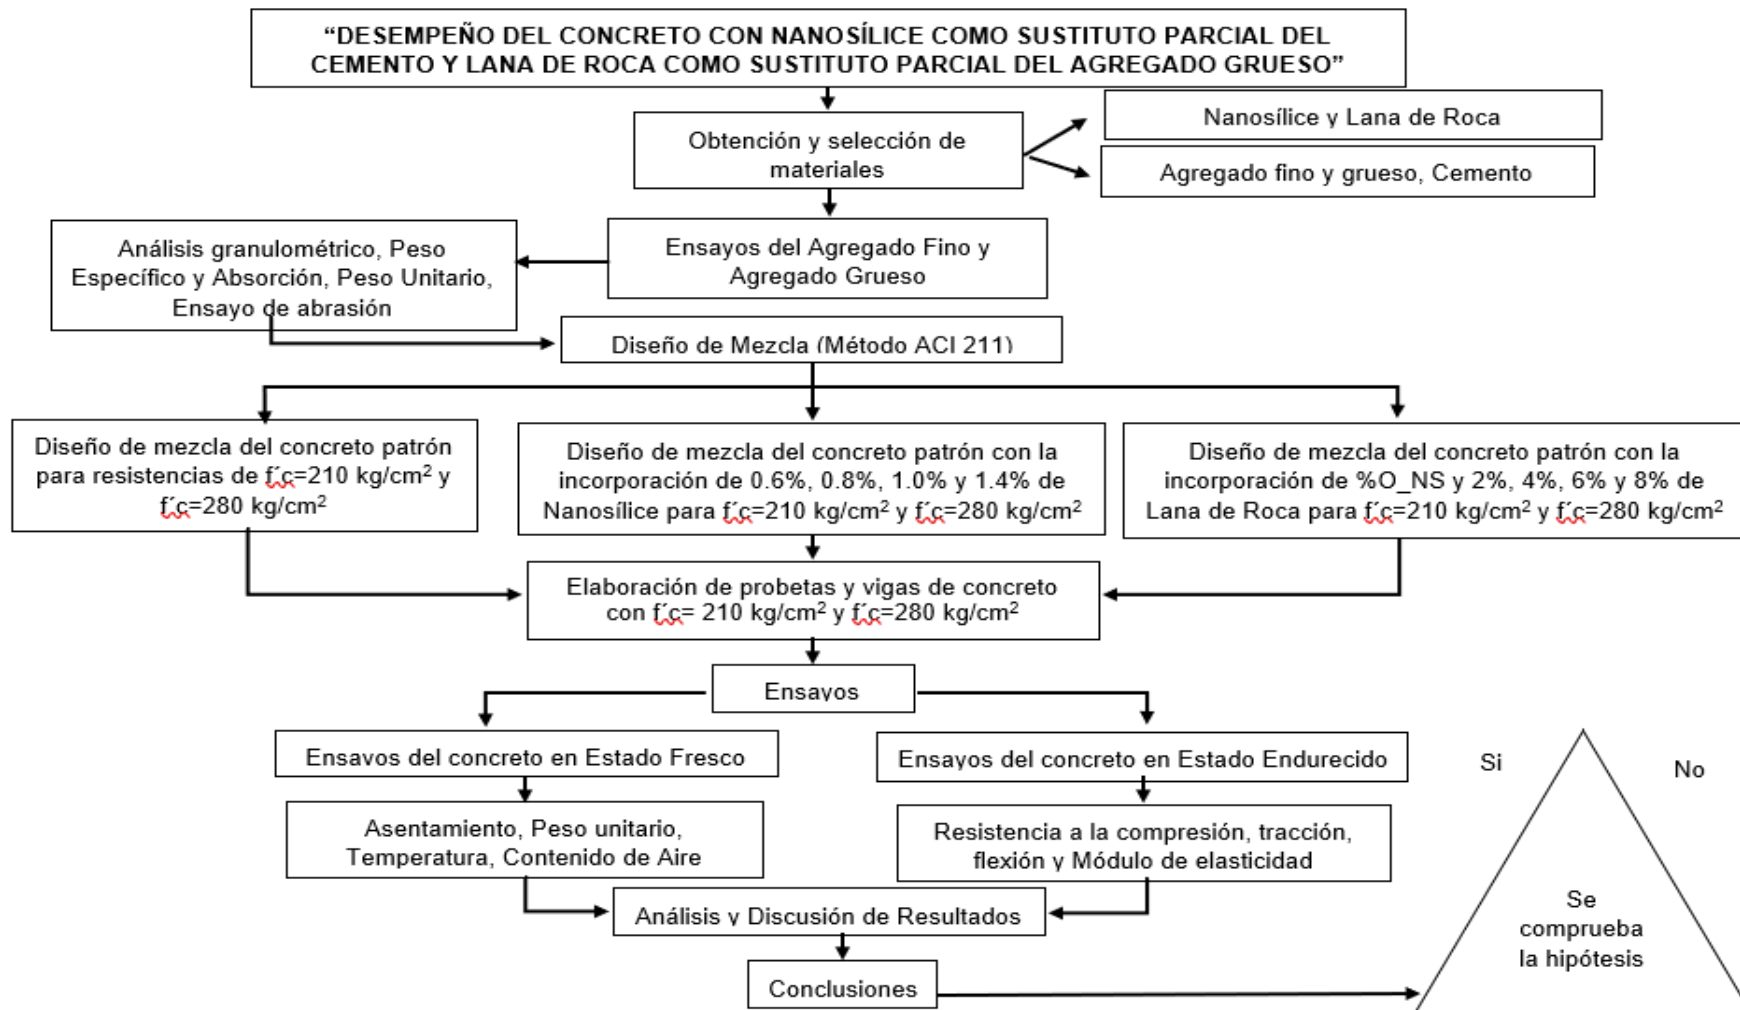 “DESEMPEÑO DEL CONCRETO CON NANOSÍLICE COMO SUSTITUTO PARCIAL DEL
CEMENTO Y LANA DE ROCA COMO SUSTITUTO PARCIAL DEL AGREGADO GRUESO”
Obtención y selección de
materiales
Nanosílice y Lana de Roca
Agregado fino y grueso, Cemento
Ensayos del Agregado Fino y
Agregado Grueso
Análisis granulométrico, Peso
Específico y Absorción, Peso Unitario,
Ensayo de abrasión
Diseño de Mezcla (Método ACI 211)
Diseño de mezcla del concreto patrón
para resistencias de f´c=210 kg/cm² y
f´c=280 kg/cm²
Diseño de mezcla del concreto patrón con la
incorporación de 0.6%, 0.8%, 1.0% y 1.4% de
Nanosílice para f´c=210 kg/cm² y f´c=280 kg/cm²
Diseño de mezcla del concreto patrón con la
incorporación de %O_NS y 2%, 4%, 6% y 8% de
Lana de Roca para f´c=210 kg/cm² y f´c=280 kg/cm²
Elaboración de probetas y vigas de concreto
con f´c= 210 kg/cm² y f´c=280 kg/cm²
Ensayos
Ensayos del concreto en Estado Fresco
Ensayos del concreto en Estado Endurecido
Asentamiento, Peso unitario,
Temperatura, Contenido de Aire
Resistencia a la compresión, tracción,
flexión y Módulo de elasticidad
Análisis y Discusión de Resultados
Conclusiones
Si
No
Se
comprueba
la hipótesis